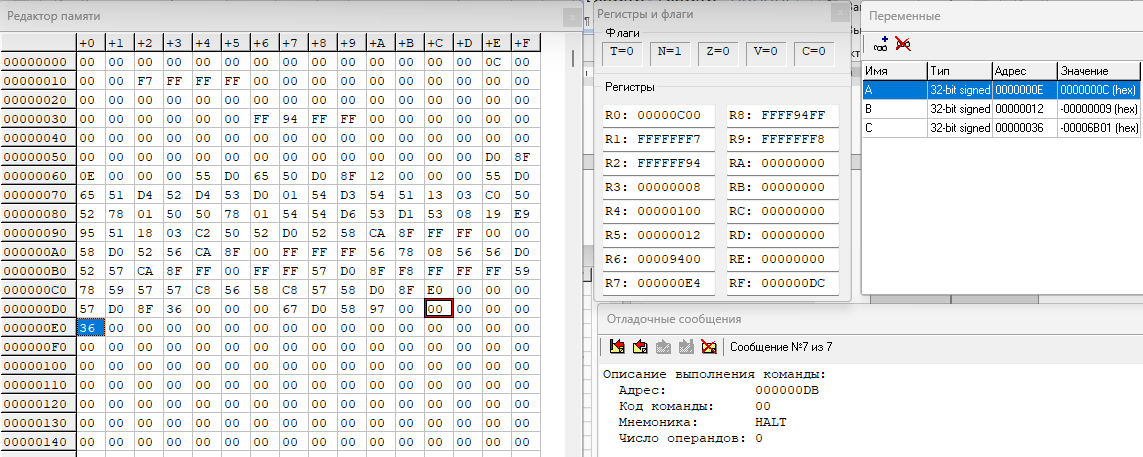 Редактор памяти
+0 +1 +2 +3 +4 +5 +6 +7 +8 +9 +A +B +C +D +E +F
00000000 00 00 00 00 00 00 00 00 00 00 00 00 00 00 0C 00
00000010 00 00 F7 FF FF FF 00 00 00 00 00 00 00 00 00 00
00000020 00 00 00 00 00 00 00 00 00 00 00 00 00 00 00 00
00000030 00 00 00 00 00 00 FF 94 FF FF 00 00 00 00 00 00
00000040 00 00 00 00 00 00 00 00 00 00 00 00 00 00 00 00
00000050 00 00 00 00 00 00 00 00 00 00 00 00 00 00 D0 8F
00000060 0E 00 00 00 55 D0 65 50 D0 8F 12 00 00 00 55 D0
00000070 65 51 D4 52 D4 53 D0 01 54 D3 54 51 13 03 C0 50
00000080 52 78 01 50 50 78 01 54 54 D6 53 D1 53 08 19 E9
00000090 95 51 18 03 C2 50 52 D0 52 58 CA 8F FF FF 00 00
000000A0 58 D0 52 56 CA 8F 00 FF FF FF 56 78 08 56 56 D0
000000B0 52 57 CA 8F FF 00 FF FF 57 D0 8F F8 FF FF FF 59
000000C0 78 59 57 57 C8 56 58 C8 57 58 D0 8F E0 00 00 00
000000D0 57 D0 8F 36 00 00 00 67 D0 58 97 00 00 00 00 00
000000E0 36 00 00 00 00 00 00 00 00 00 00 00 00 00 00 00
000000F0 00 00 00 00 00 00 00 00 00 00 00 00 00 00 00 00
00000100 00 00 00 00 00 00 00 00 00 00 00 00 00 00 00 00
00000110 00 00 00 00 00 00 00 00 00 00 00 00 00 00 00 00
00000120 00 00 00 00 00 00 00 00 00 00 00 00 00 00 00 00
00000130 00 00 00 00 00 00 00 00 00 00 00 00 00 00 00 00
00000140 00 00 00 00 00 00 00 00 00 00 00 00 00 00 00 00
Регистры и флаги
Флаги
T=0 N=1 Z=0 V=0 C=0
Регистры
R0: 00000C00 R8: FFFF94FF
R1: FFFFFFF7 R9: FFFFFFF8
R2: FFFFFF94 RA: 00000000
R3: 00000008 RB: 00000000
R4: 00000100 RC: 00000000
R5: 00000012 RD: 00000000
R6: 00009400 RE: 00000000
R7: 000000E4 RF: 000000DC
Переменные
Имя Тип Адрес Значение
A 32-bit signed 0000000E 0000000C (hex)
B 32-bit signed 00000012 -00000009 (hex)
C 32-bit signed 00000036 -00006B01 (hex)
Отладочные сообщения
Сообщение №7 из 7
Описание выполнения команды:
Адрес: 000000DB
Код команды: 00
Мнемоника: HALT
Число операндов: 0